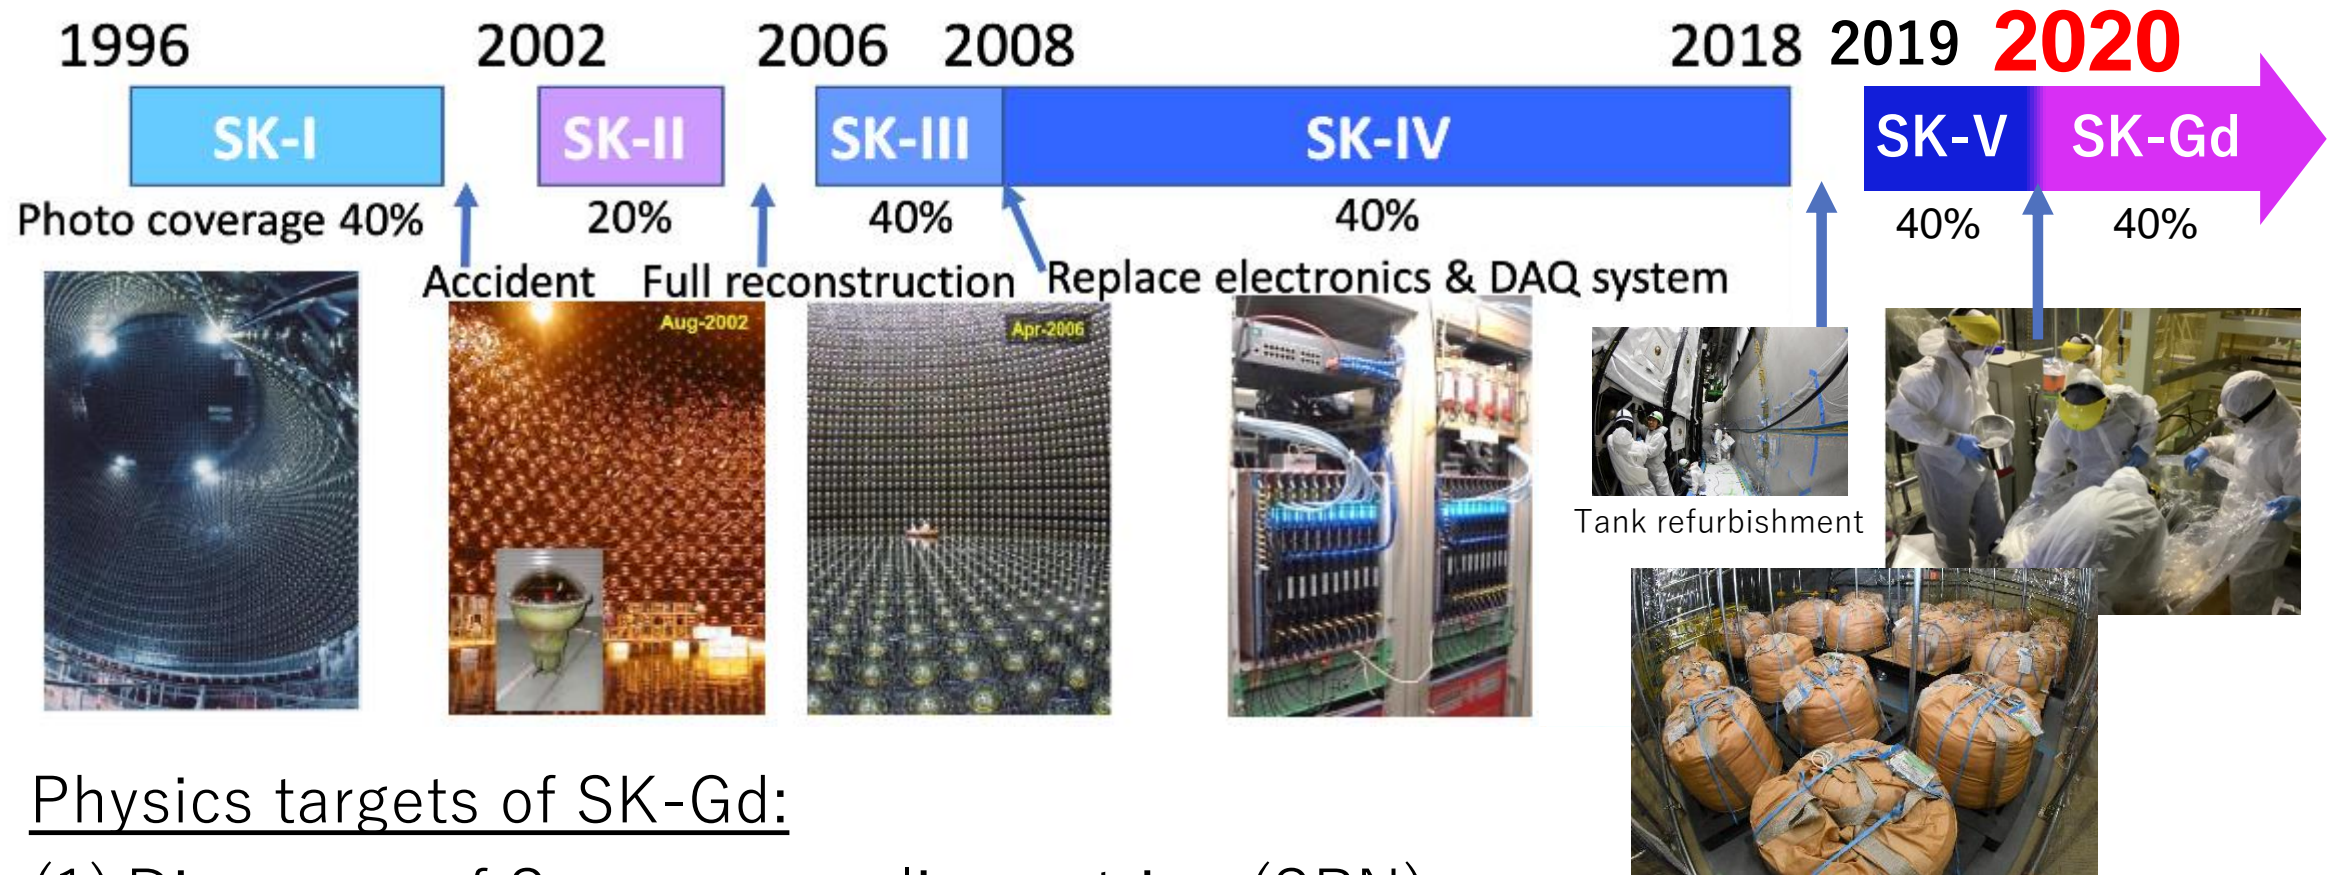 1996 2002 2006 2008 2018 2019 2020
SK-I SK-II SK-III SK-IV SK-V SK-Gd
Photo coverage 40% 20% 40% 40% 40% 40%
Accident Full reconstruction Replace electronics & DAQ system
Aug-2002 Apr-2006
Tank refurbishment
Physics targets of SK-Gd:
(1)